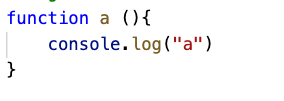 function a (){
    console.log("a")
}